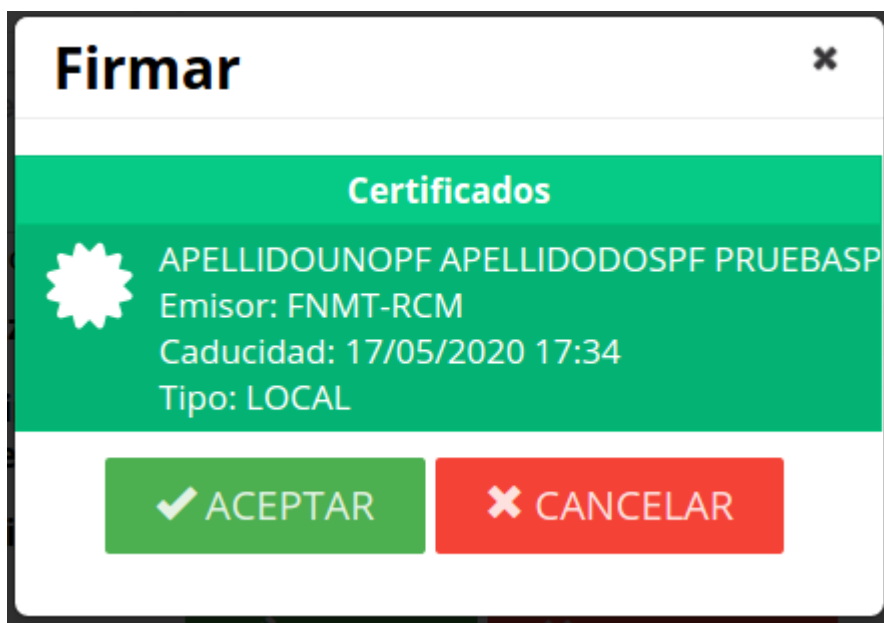 Firmar
Certificados
APELLIDOUNOPF APELLIDODOSPF PRUEBASP
Emisor: FNMT-RCM
Caducidad: 17/05/2020 17:34
Tipo: LOCAL
ACEPTAR
CANCELAR